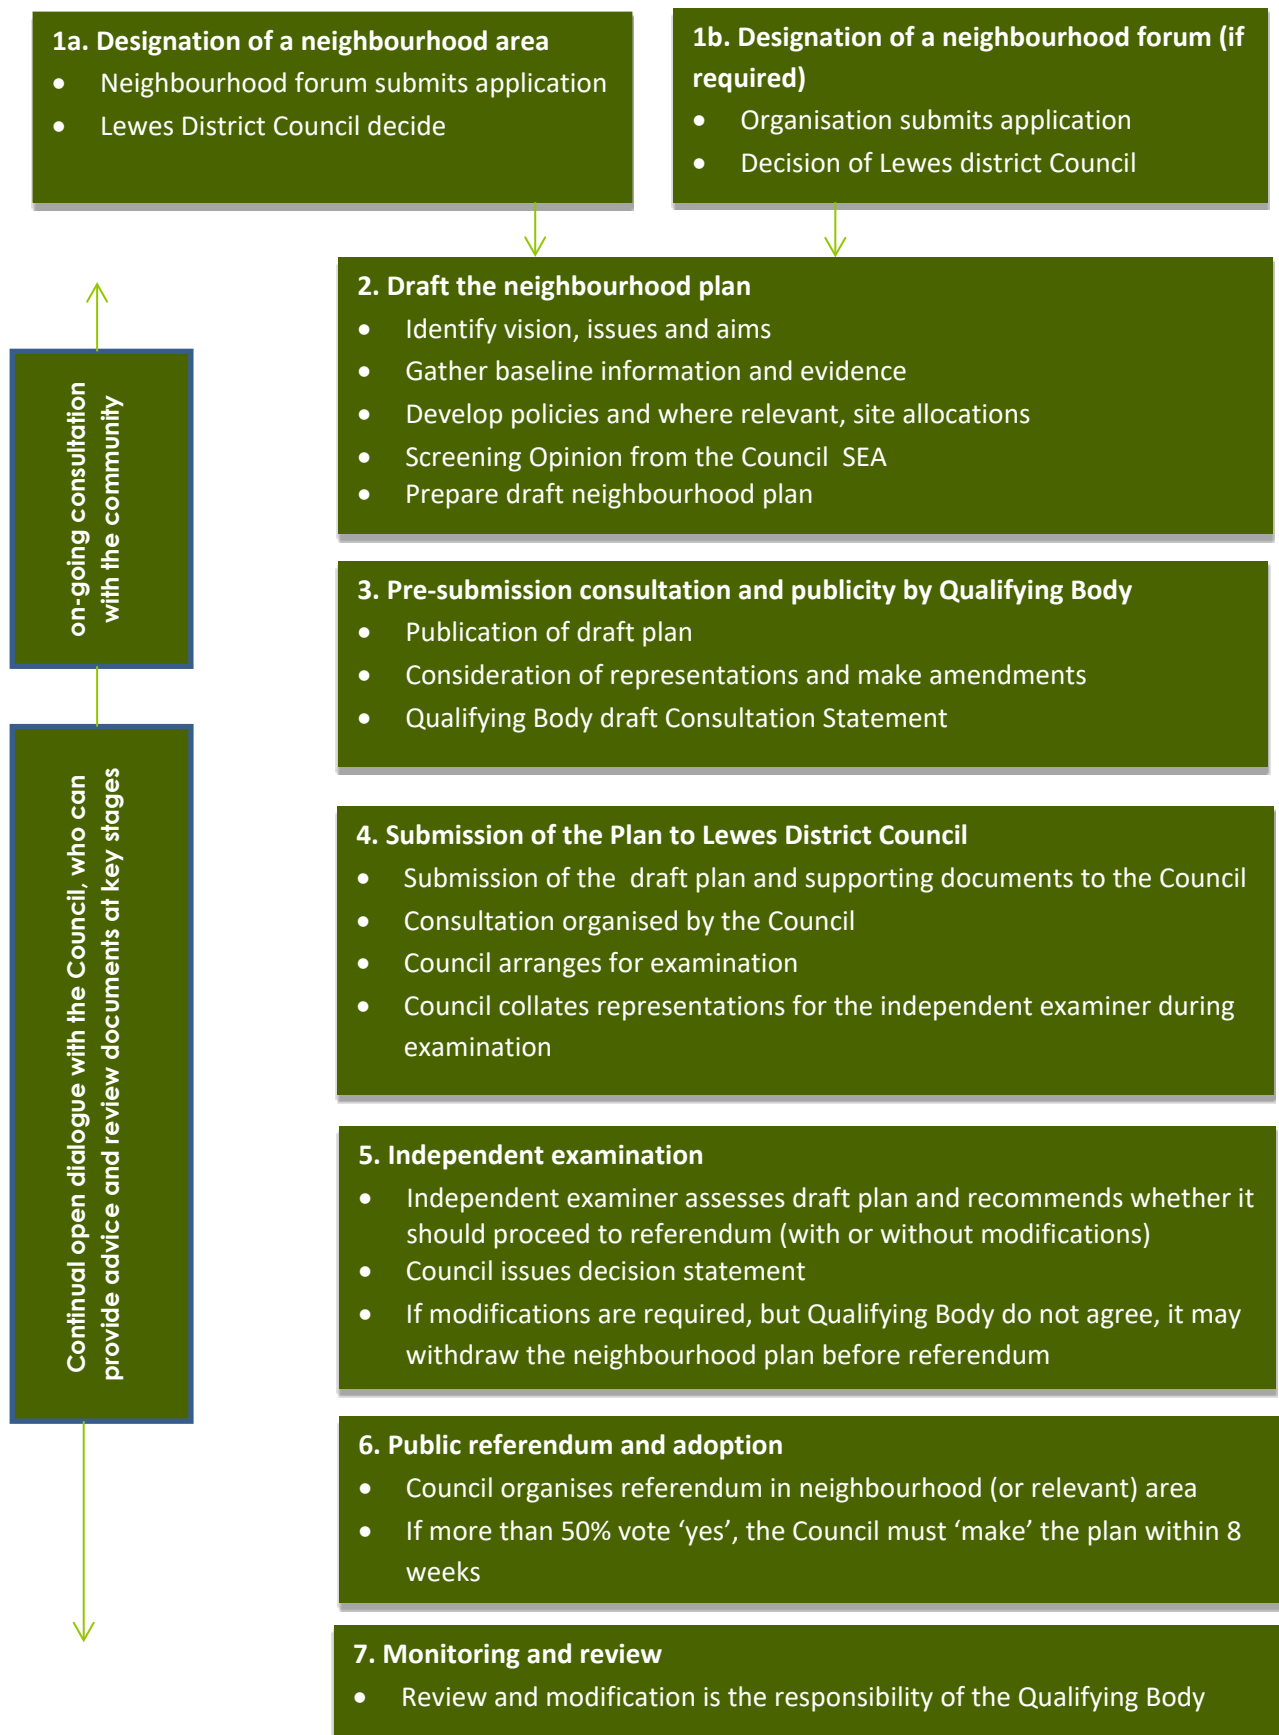 1a. Designation of a neighbourhood area
• Neighbourhood forum submits application
• Lewes District Council decide
1b. Designation of a neighbourhood forum (if
required)
• Organisation submits application
• Decision of Lewes district Council
2. Draft the neighbourhood plan
• Identify vision, issues and aims
• Gather baseline information and evidence
• Develop policies and where relevant, site allocations
• Screening Opinion from the Council  SEA
• Prepare draft neighbourhood plan
on-going consultation
with the community
3. Pre-submission consultation and publicity by Qualifying Body
• Publication of draft plan
• Consideration of representations and make amendments
• Qualifying Body draft Consultation Statement
Continual open dialogue with the Council, who can
provide advice and review documents at key stages
4. Submission of the Plan to Lewes District Council
• Submission of the  draft plan and supporting documents to the Council
• Consultation organised by the Council
• Council arranges for examination
• Council collates representations for the independent examiner during
examination
5. Independent examination
• Independent examiner assesses draft plan and recommends whether it
should proceed to referendum (with or without modifications)
• Council issues decision statement
• If modifications are required, but Qualifying Body do not agree, it may
withdraw the neighbourhood plan before referendum
6. Public referendum and adoption
• Council organises referendum in neighbourhood (or relevant) area
• If more than 50% vote ‘yes’, the Council must ‘make’ the plan within 8
weeks
7. Monitoring and review
• Review and modification is the responsibility of the Qualifying Body